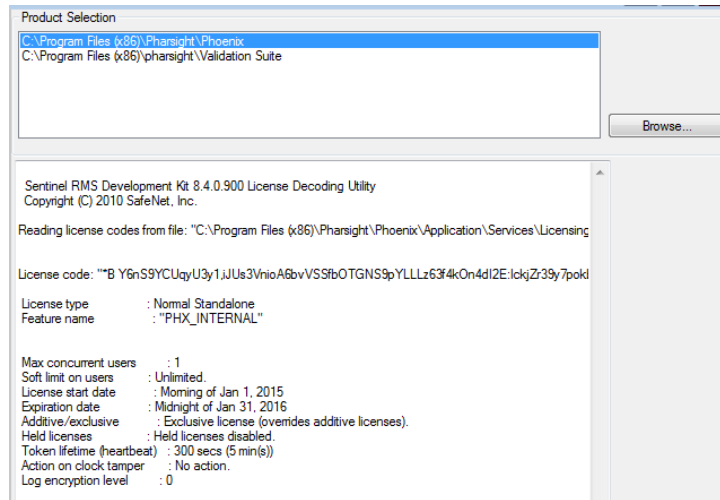 Product Selection
C:\Program Files (x86)\Pharsight\Phoenix
C:\Program Files (x86)\pharsight\Validation Suite
Browse...
Sentinel RMS Development Kit 8.4.0.900 License Decoding Utility
Copyright (C) 2010 SafeNet, Inc.
Reading license codes from file: "C:\Program Files (x86)\Pharsight\Phoenix\Application\Services\Licensing
License code: "*B Y6nS9YCUqyU3y1,iJUs3VnioA6bvVSSfbOTGNS9pYLLLz63f4kOn4dI2E:IckjZr39y7pokl
License type : Normal Standalone
Feature name : "PHX_INTERNAL"
Max concurrent users : 1
Soft limit on users : Unlimited.
License start date : Morning of Jan 1, 2015
Expiration date : Midnight of Jan 31, 2016
Additive/exclusive : Exclusive license (overrides additive licenses).
Held licenses : Held licenses disabled.
Token lifetime (heartbeat) : 300 secs (5 min(s))
Action on clock tamper : No action.
Log encryption level : 0